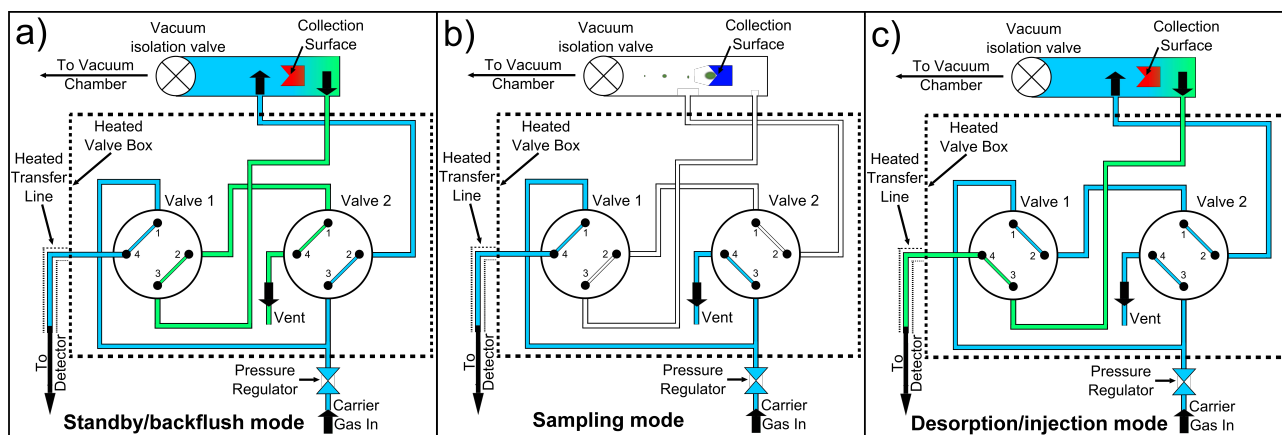 a)
Vacuum
isolation valve
Collection
Surface
To Vacuum
Chamber
Heated
Valve Box
Heated
Transfer
Line
Valve 1
Valve 2
1
2
3
4
1
2
3
4
Vent
To
Detector
Pressure
Regulator
Carrier
Gas In
Standby/backflush mode
b)
Vacuum
isolation valve
Collection
Surface
To Vacuum
Chamber
Heated
Valve Box
Heated
Transfer
Line
Valve 1
Valve 2
1
2
3
4
1
2
3
4
Vent
To
Detector
Pressure
Regulator
Carrier
Gas In
Sampling mode
c)
Vacuum
isolation valve
Collection
Surface
To Vacuum
Chamber
Heated
Valve Box
Heated
Transfer
Line
Valve 1
Valve 2
1
2
3
4
1
2
3
4
Vent
To
Detector
Pressure
Regulator
Carrier
Gas In
Desorption/injection mode